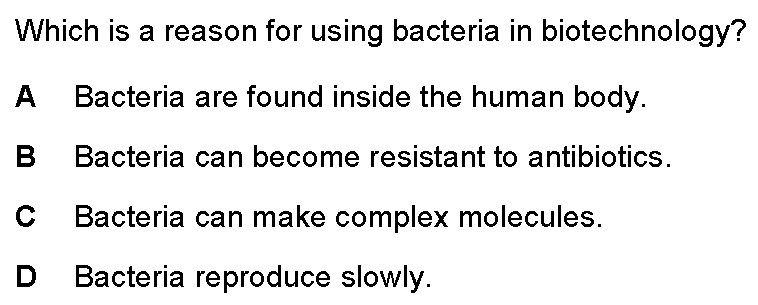 Which is a reason for using bacteria in biotechnology?
A Bacteria are found inside the human body.
B Bacteria can become resistant to antibiotics.
C Bacteria can make complex molecules.
D Bacteria reproduce slowly.